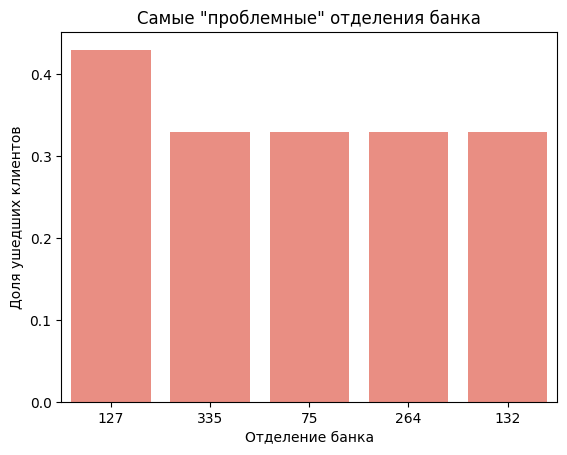 Самые "проблемные" отделения банка
Доля ушедших клиентов
0.4
0.3
0.2
0.1
0.0
127 335 75 264 132
Отделение банка